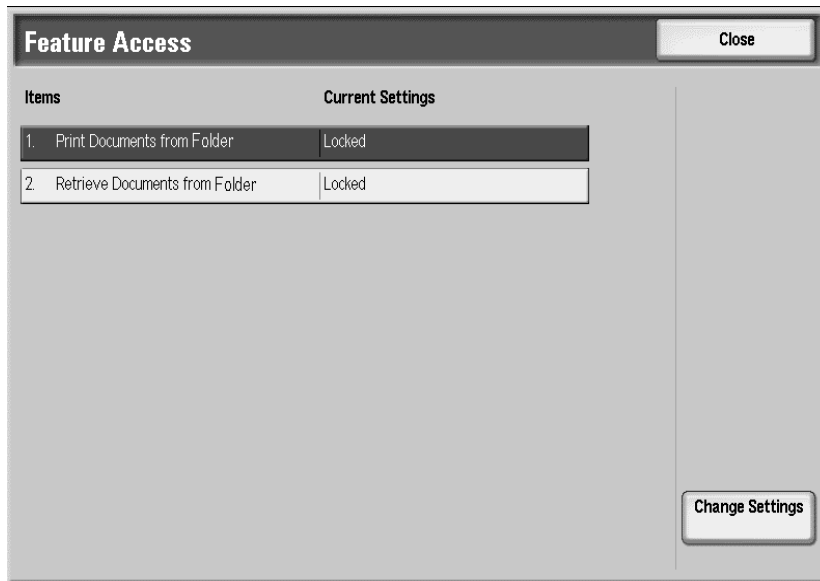 Feature Access
Close
Items Current Settings
1. Print Documents from Folder Locked
2. Retrieve Documents from Folder Locked
Change Settings